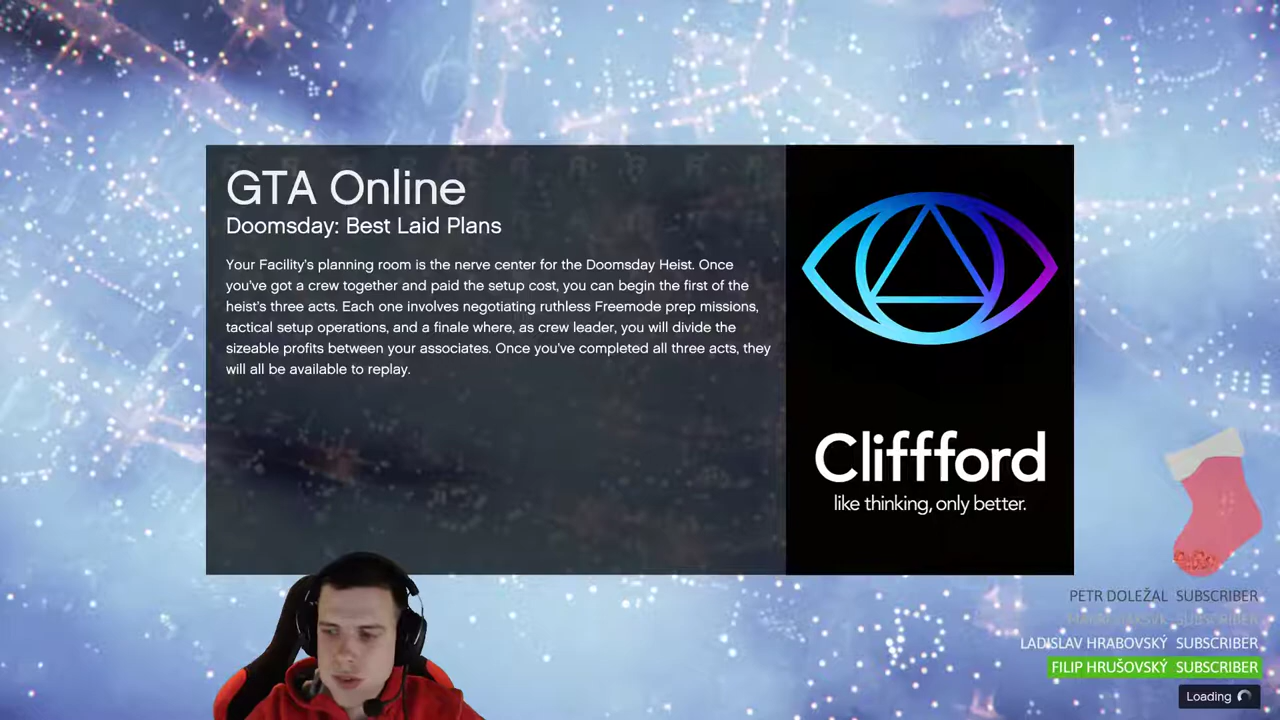 GTA Online
Doomsday: Best Laid Plans
Your Facility's planning room is the nerve center for the Doomsday Heist. Once
you've got a crew together and paid the setup cost, you can begin the first of the
heist's three acts. Each one involves negotiating ruthless Freemode prep missions,
tactical setup operations, and a finale where, as crew leader, you will divide the
sizeable profits between your associates. Once you've completed all three acts, they
will all be available to replay.
Cliffford
like thinking, only better.
PETR DOLEŽAL SUBSCRIBER
SUBSCRIBER
LADISLAV HRABOVSKÝ SUBSCRIBER
FILIP HRUŠOVSKÝ SUBSCRIBER
Loading